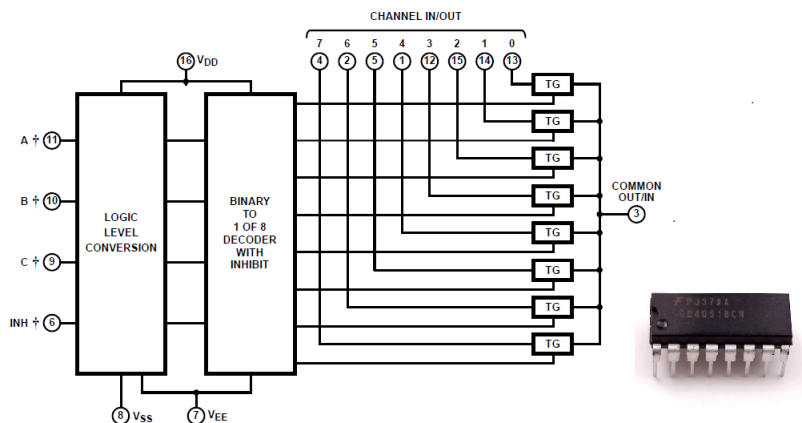 CHANNEL IN/OUT
7 6 5 4 3 2 1 0
16 VDD
4 2 5 1 12 15 14 13
TG
TG
TG
TG
TG
TG
TG
TG
A † 11
B † 10
C † 9
INH † 6
LOGIC
LEVEL
CONVERSION
BINARY
TO
1 OF 8
DECODER
WITH
INHIBIT
COMMON
OUT/IN
3
8 VSS
7 VEE
CD4051BCN